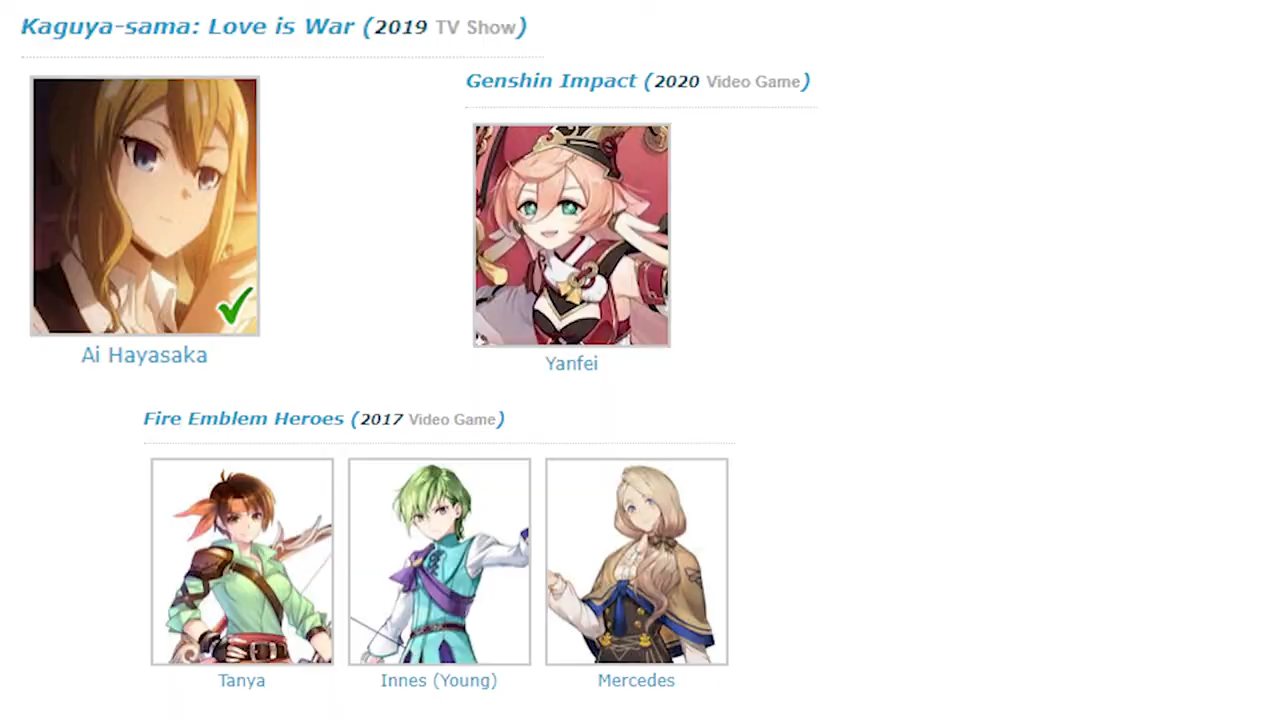 Kaguya-sama: Love is War (2019 TV Show)
Genshin Impact (2020 Video Game)
Ai Hayasaka
Yanfei
Fire Emblem Heroes (2017 Video Game)
Tanya
Innes (Young)
Mercedes